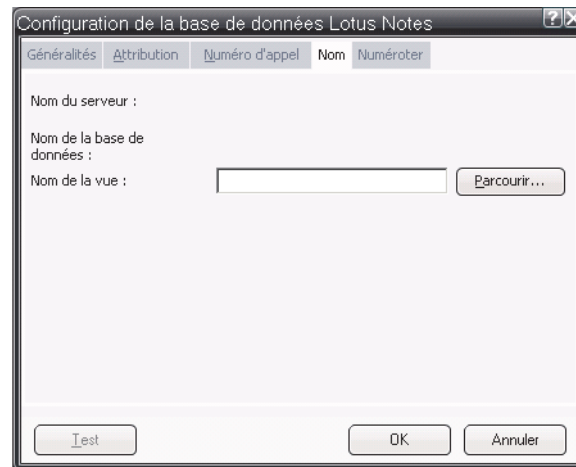 Configuration de la base de données Lotus Notes
Généralités Attribution Numéro d'appel Nom Numéroter
Nom du serveur :
Nom de la base de
données :
Nom de la vue :
Parcourir...
Test OK Annuler